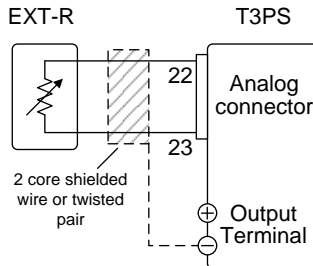 EXT-R
T3PS
22
Analog
connector
23
2 core shielded
wire or twisted
pair
+
Output
Terminal
-